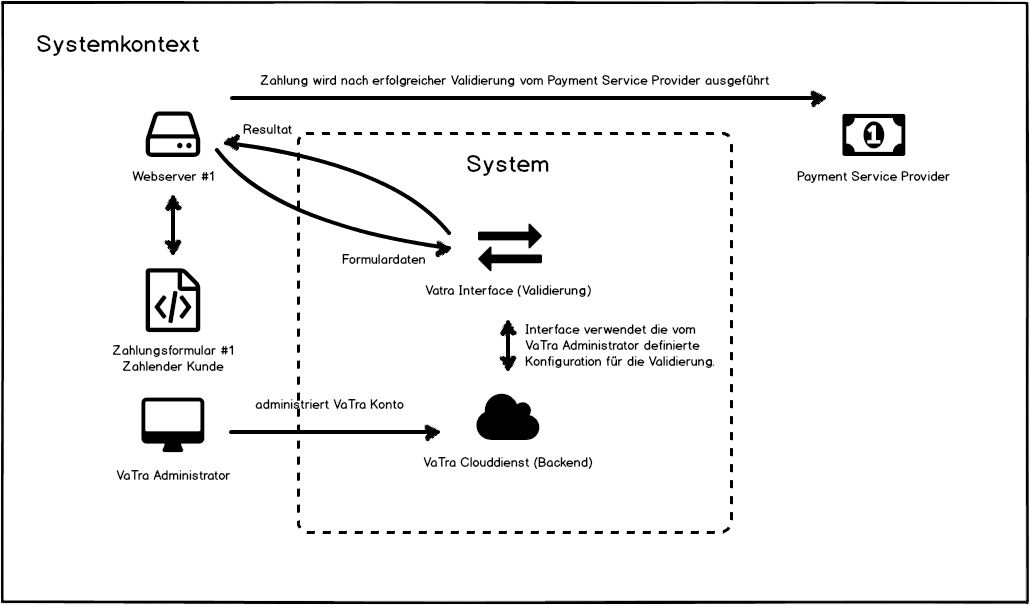 Systemkontext
Zahlung wird nach erfolgreicher Validierung vom Payment Service Provider ausgeführt
Resultat
System
Webserver #1
Payment Service Provider
Formulardaten
Vatra Interface (Validierung)
Interface verwendet die vom
VaTra Administrator definierte
Konfiguration für die Validierung.
Zahlungsformular #1
Zahlender Kunde
administriert VaTra Konto
VaTra Clouddienst (Backend)
VaTra Administrator